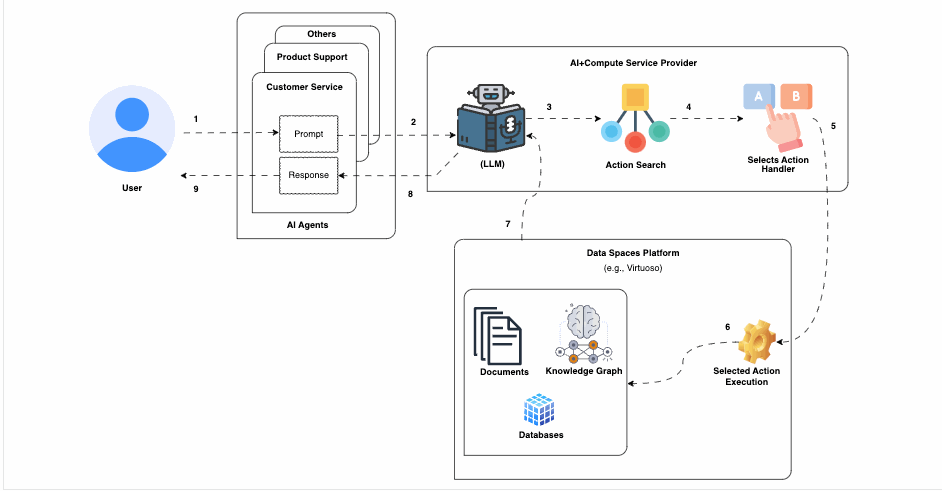 Others
Product Support
Customer Service
Prompt
Response
AI Agents
User
1
2
3
4
5
6
7
8
9
AI+Compute Service Provider
(LLM)
Action Search
A
B
Selects Action
Handler
Data Spaces Platform
(e.g., Virtuoso)
Documents
Knowledge Graph
Databases
Selected Action
Execution